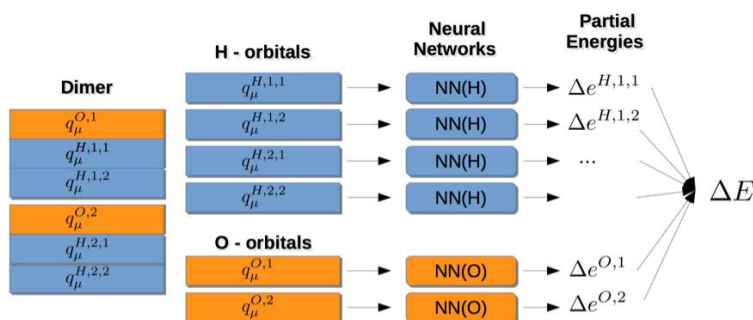 Neural Networks
Partial Energies
H - orbitals
Dimer
q_μ^{H,1,1} NN(H) Δe^{H,1,1}
q_μ^{H,1,2} NN(H) Δe^{H,1,2}
q_μ^{H,2,1} NN(H) ...
q_μ^{H,2,2} NN(H)
q_μ^{O,1}
q_μ^{H,1,1}
q_μ^{H,1,2}
q_μ^{O,2}
q_μ^{H,2,1}
q_μ^{H,2,2}
ΔE
O - orbitals
q_μ^{O,1} NN(O) Δe^{O,1}
q_μ^{O,2} NN(O) Δe^{O,2}